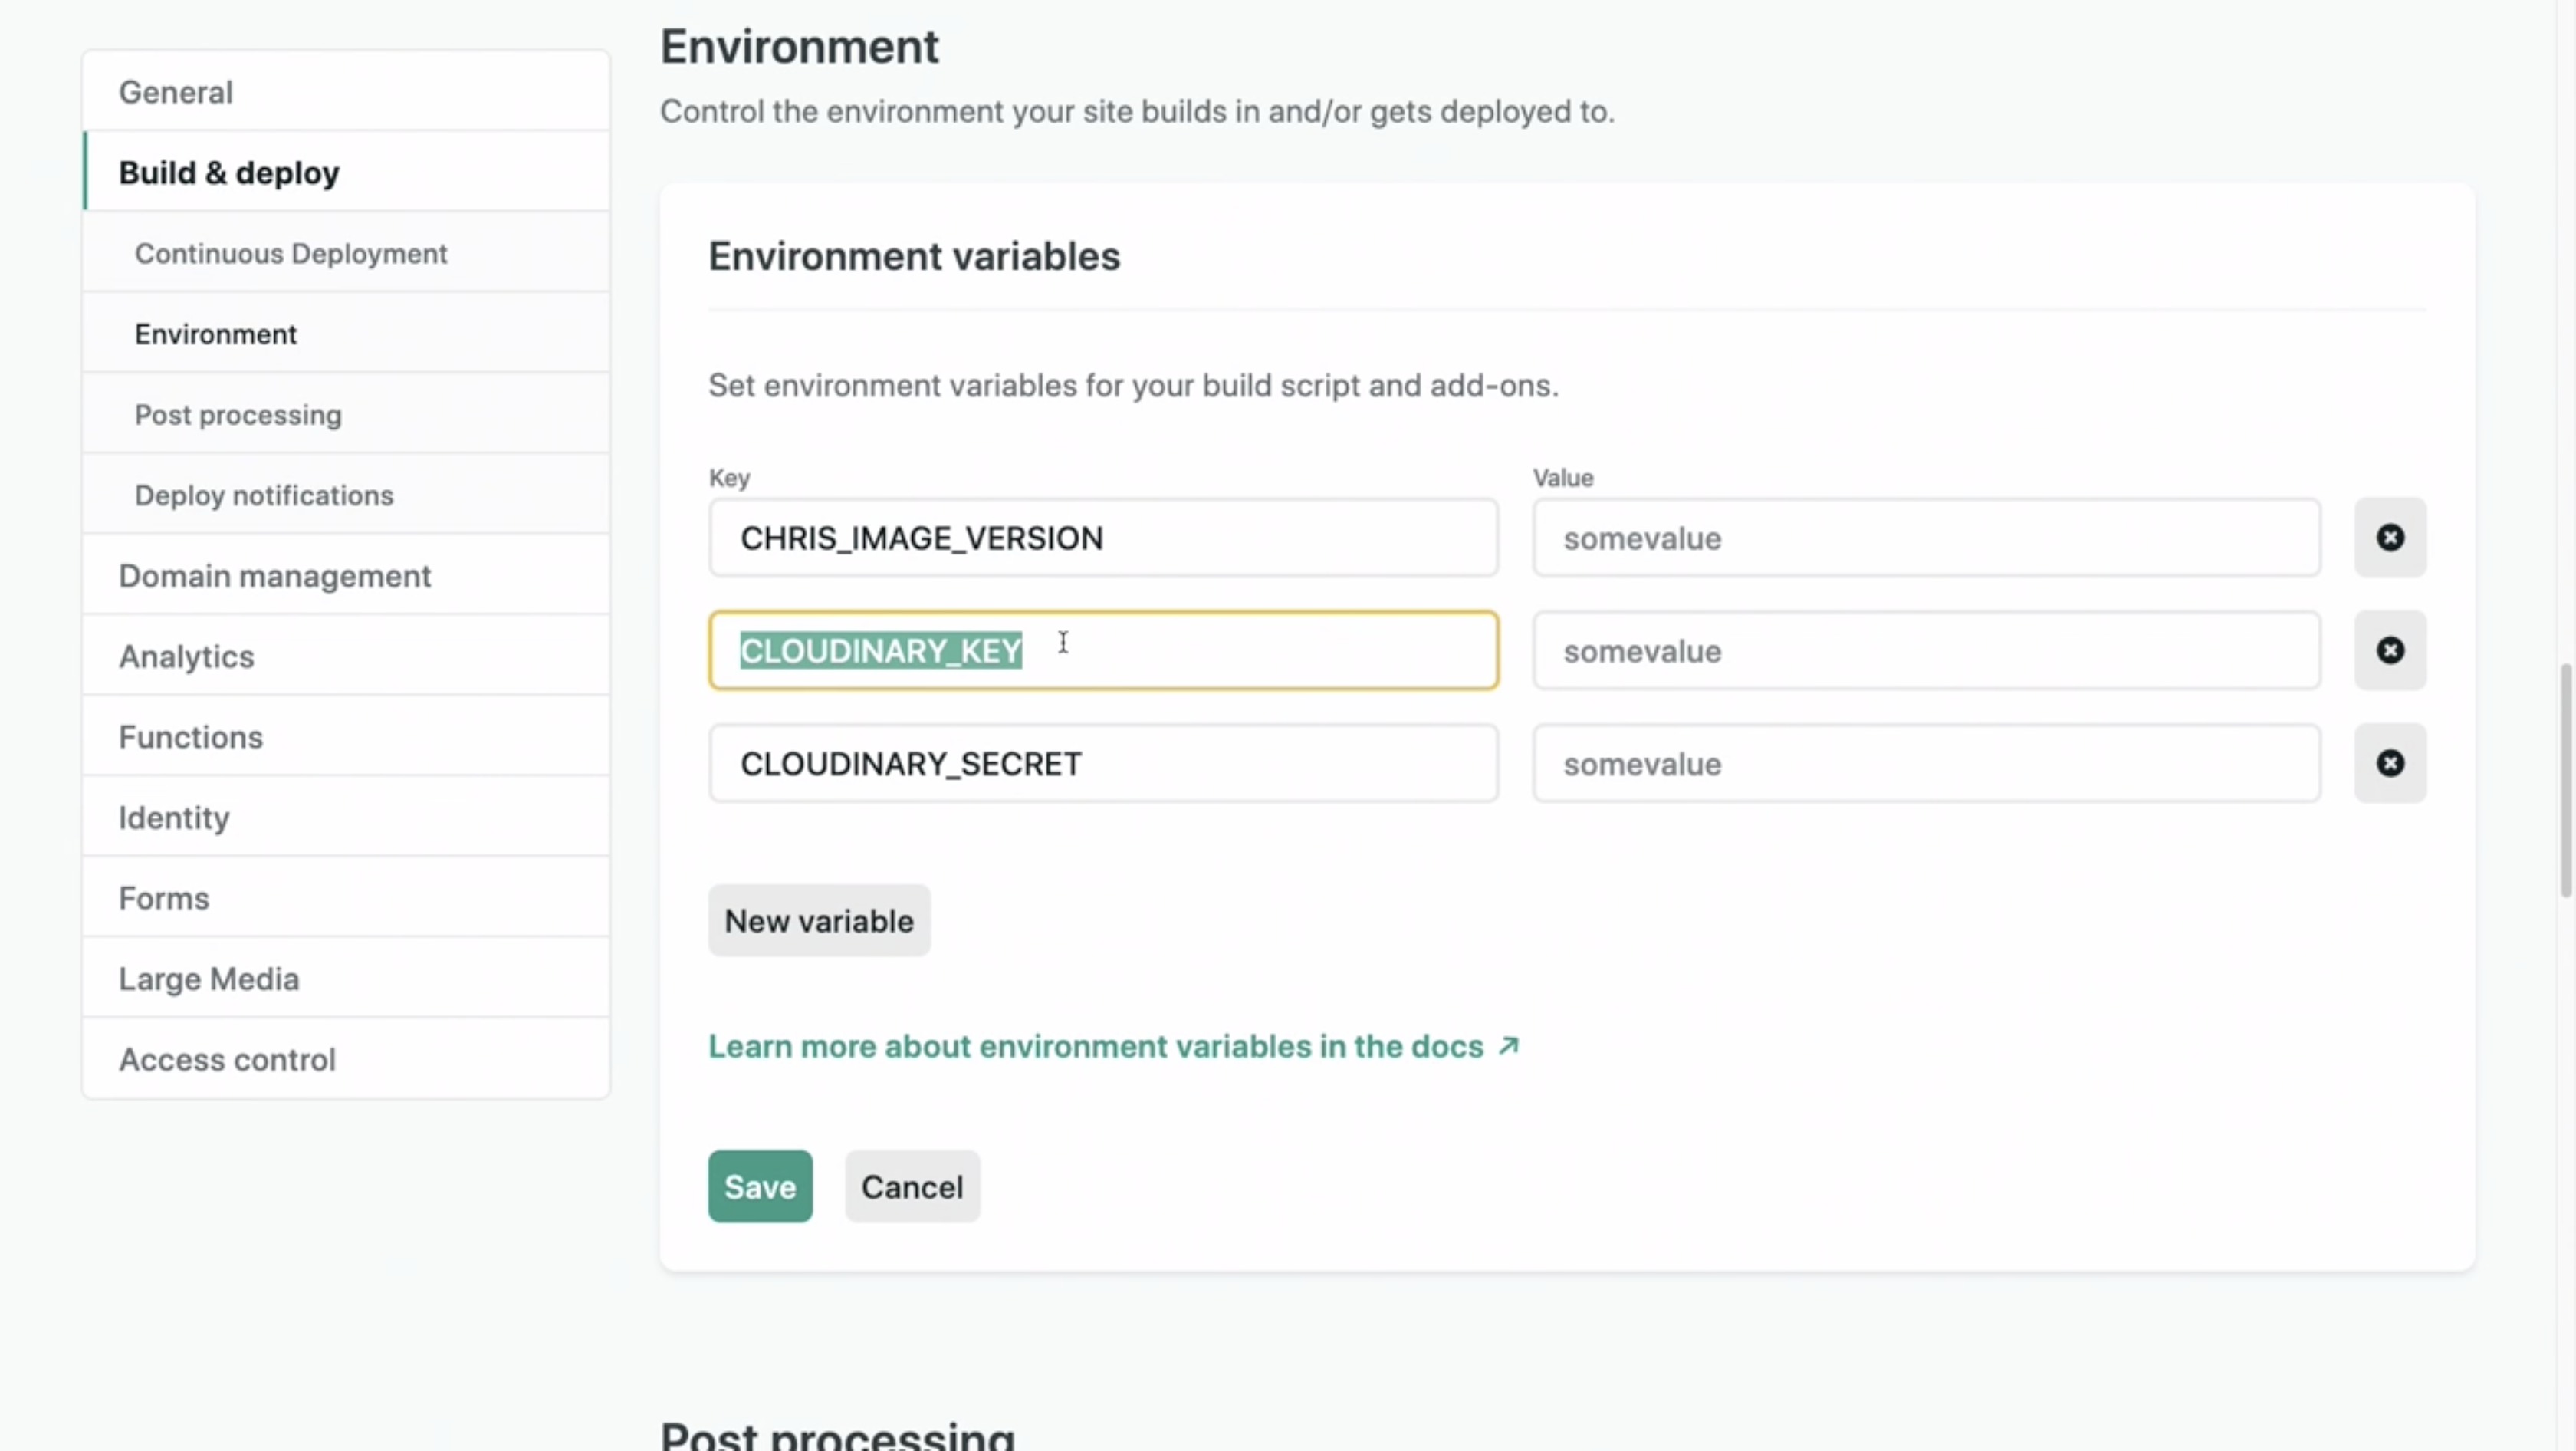 General
Build & deploy
Continuous Deployment
Environment
Post processing
Deploy notifications
Domain management
Analytics
Functions
Identity
Forms
Large Media
Access control
Environment
Control the environment your site builds in and/or gets deployed to.
Environment variables
Set environment variables for your build script and add-ons.
Key Value
CHRIS_IMAGE_VERSION somevalue
CLOUDINARY_KEY somevalue
CLOUDINARY_SECRET somevalue
New variable
Learn more about environment variables in the docs ↗
Save Cancel
Post processing